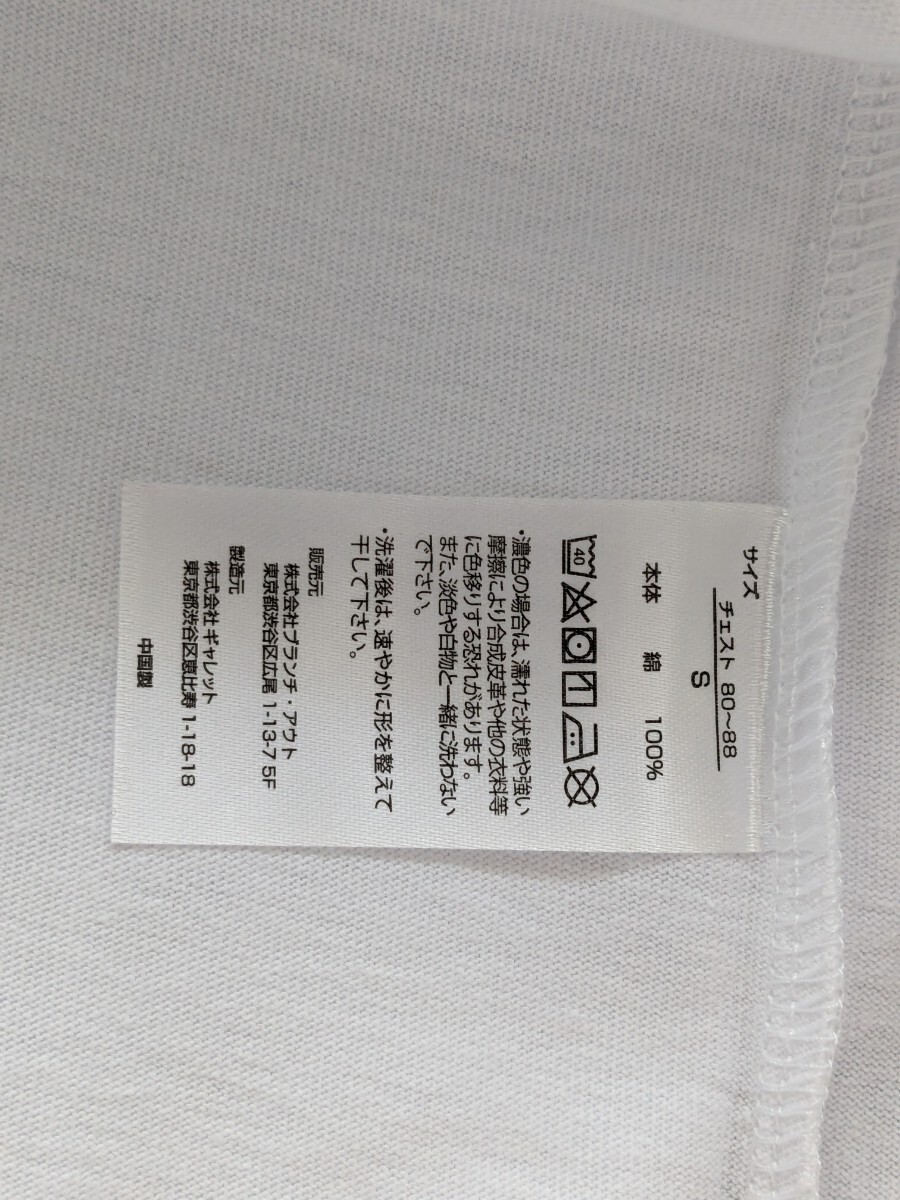 サイズ
チェスト 80～88
S
本体 綿 100%
40
・濃色の場合は、濡れた状態や強い
摩擦により合成皮革や他の衣料等
に色移りする恐れがあります。
また、淡色や白物と一緒に洗わない
で下さい。
・洗濯後は、速やかに形を整えて
干して下さい。
販売元
株式会社ブランチ・アウト
東京都渋谷区広尾 1-13-7 5F
製造元
株式会社ギャレット
東京都渋谷区恵比寿 1-18-18
中国製